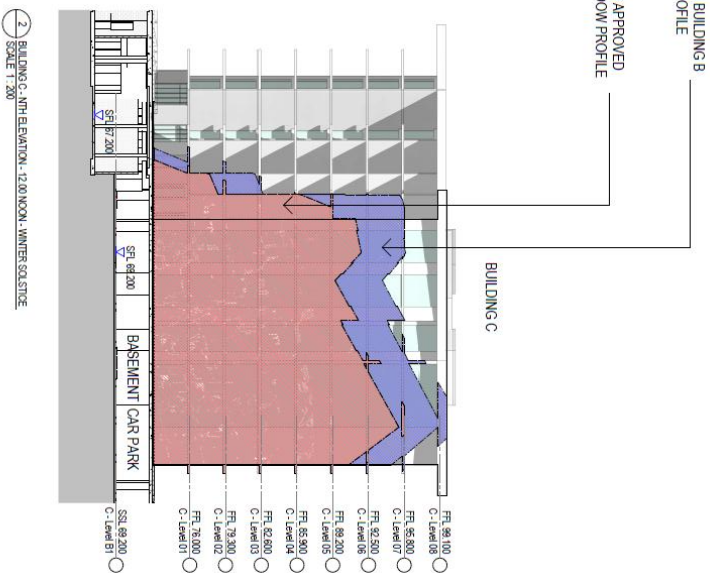 BUILDING B
OFILE
APPROVED
OW PROFILE
BUILDING C
FFL 99.100
C - Level 08
FFL 95.800
C - Level 07
FFL 92.500
C - Level 06
FFL 89.200
C - Level 05
FFL 85.900
C - Level 04
FFL 82.600
C - Level 03
FFL 79.300
C - Level 02
FFL 76.000
C - Level 01
SFL 67.200
SFL 69.200
BASEMENT CAR PARK
SSL 69.200
C - Level B1
2
BUILDING C - NTH ELEVATION - 12.00 NOON - WINTER SOLSTICE
SCALE 1 : 200